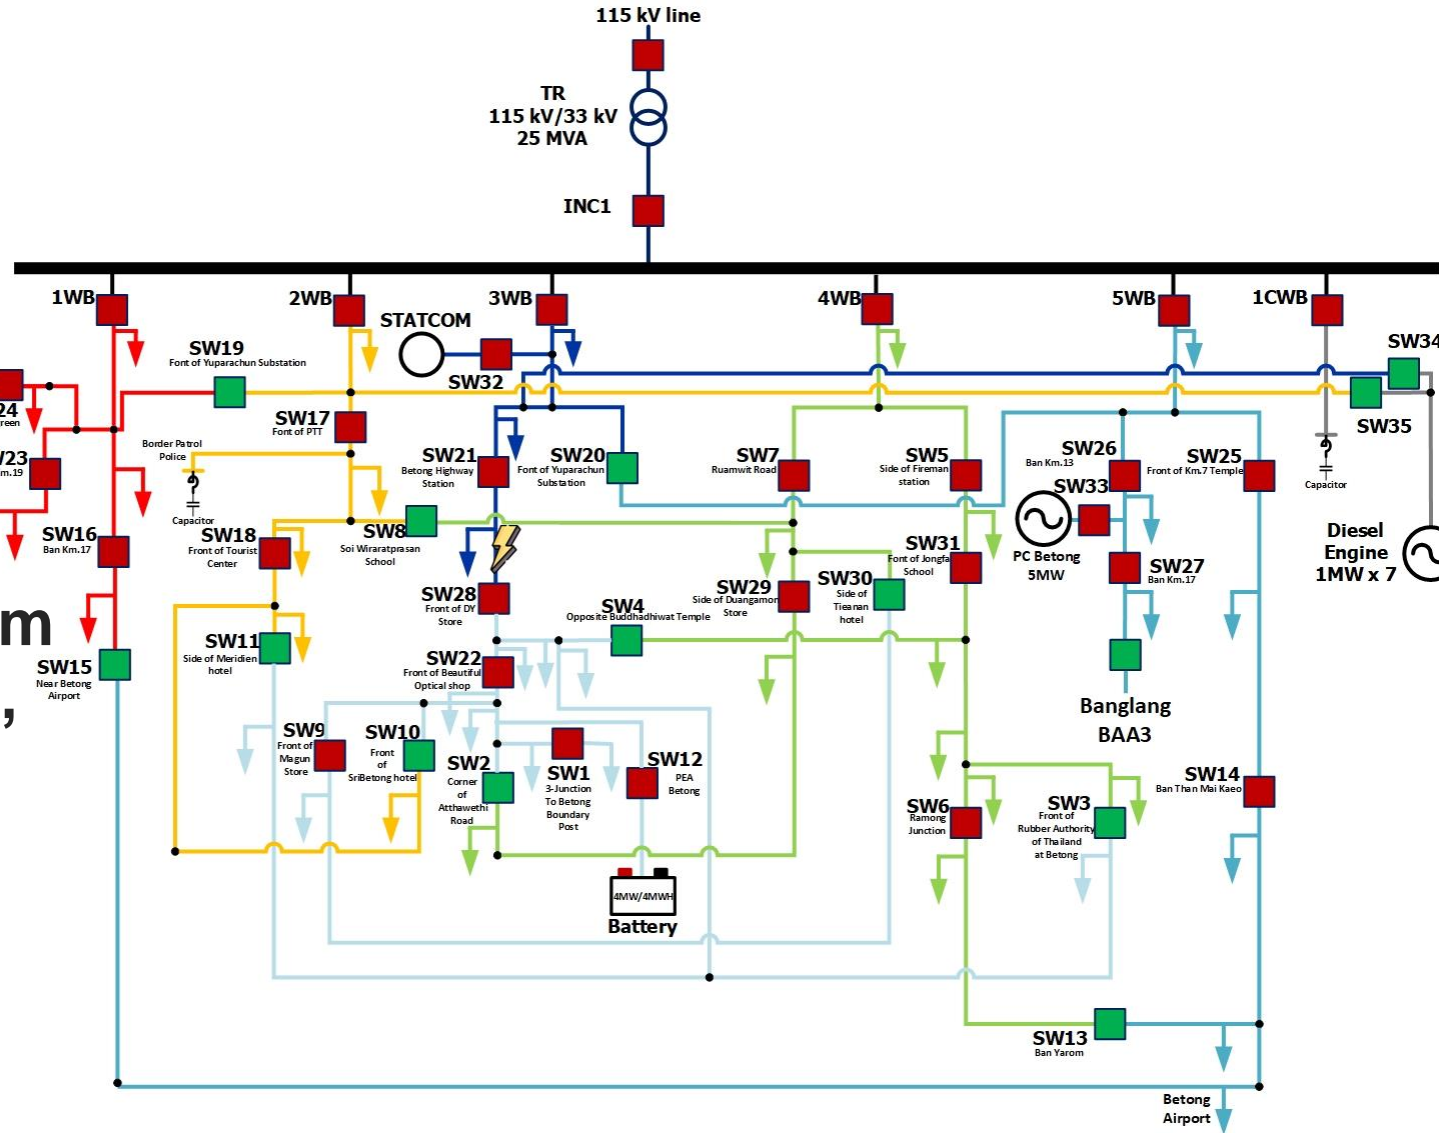 115 kV line
TR
115 kV/33 kV
25 MVA
INC1
1WB
2WB
3WB
4WB
5WB
1CWB
STATCOM
SW32
SW19
Font of Yuparachun Substation
SW34
SW35
24
reen
SW17
Font of PTT
Border Patrol
Police
Capacitor
V23
m.19
SW21
Betong Highway
Station
SW20
Font of Yuparachun
Substation
SW7
Ruamwit Road
SW5
Side of Fireman
station
SW26
Ban Km.13
SW33
PC Betong
5MW
SW25
Front of Km.7 Temple
Capacitor
SW16
Ban Km.17
SW18
Front of Tourist
Center
SW8
Soi Wiraratprasan
School
SW31
Font of Jongfa
School
SW27
Ban Km.17
Diesel
Engine
1MW x 7
SW28
Front of DY
Store
SW4
Opposite Buddhadhiwat Temple
SW29
Side of Duangamon
Store
SW30
Side of
Tieanan
hotel
m
,
SW15
Near Betong
Airport
SW11
Side of Meridien
hotel
SW22
Front of Beautiful
Optical shop
Banglang
BAA3
SW9
Front of
Magun
Store
SW10
Front
of
SriBetong hotel
SW2
Corner
of
Atthawethi
Road
SW1
3-Junction
To Betong
Boundary
Post
SW12
PEA
Betong
SW6
Ramong
Junction
SW3
Front of
Rubber Authority
of Thailand
at Betong
SW14
Ban Than Mai Kaeo
4MW/4MWH
Battery
SW13
Ban Yarom
Betong
Airport